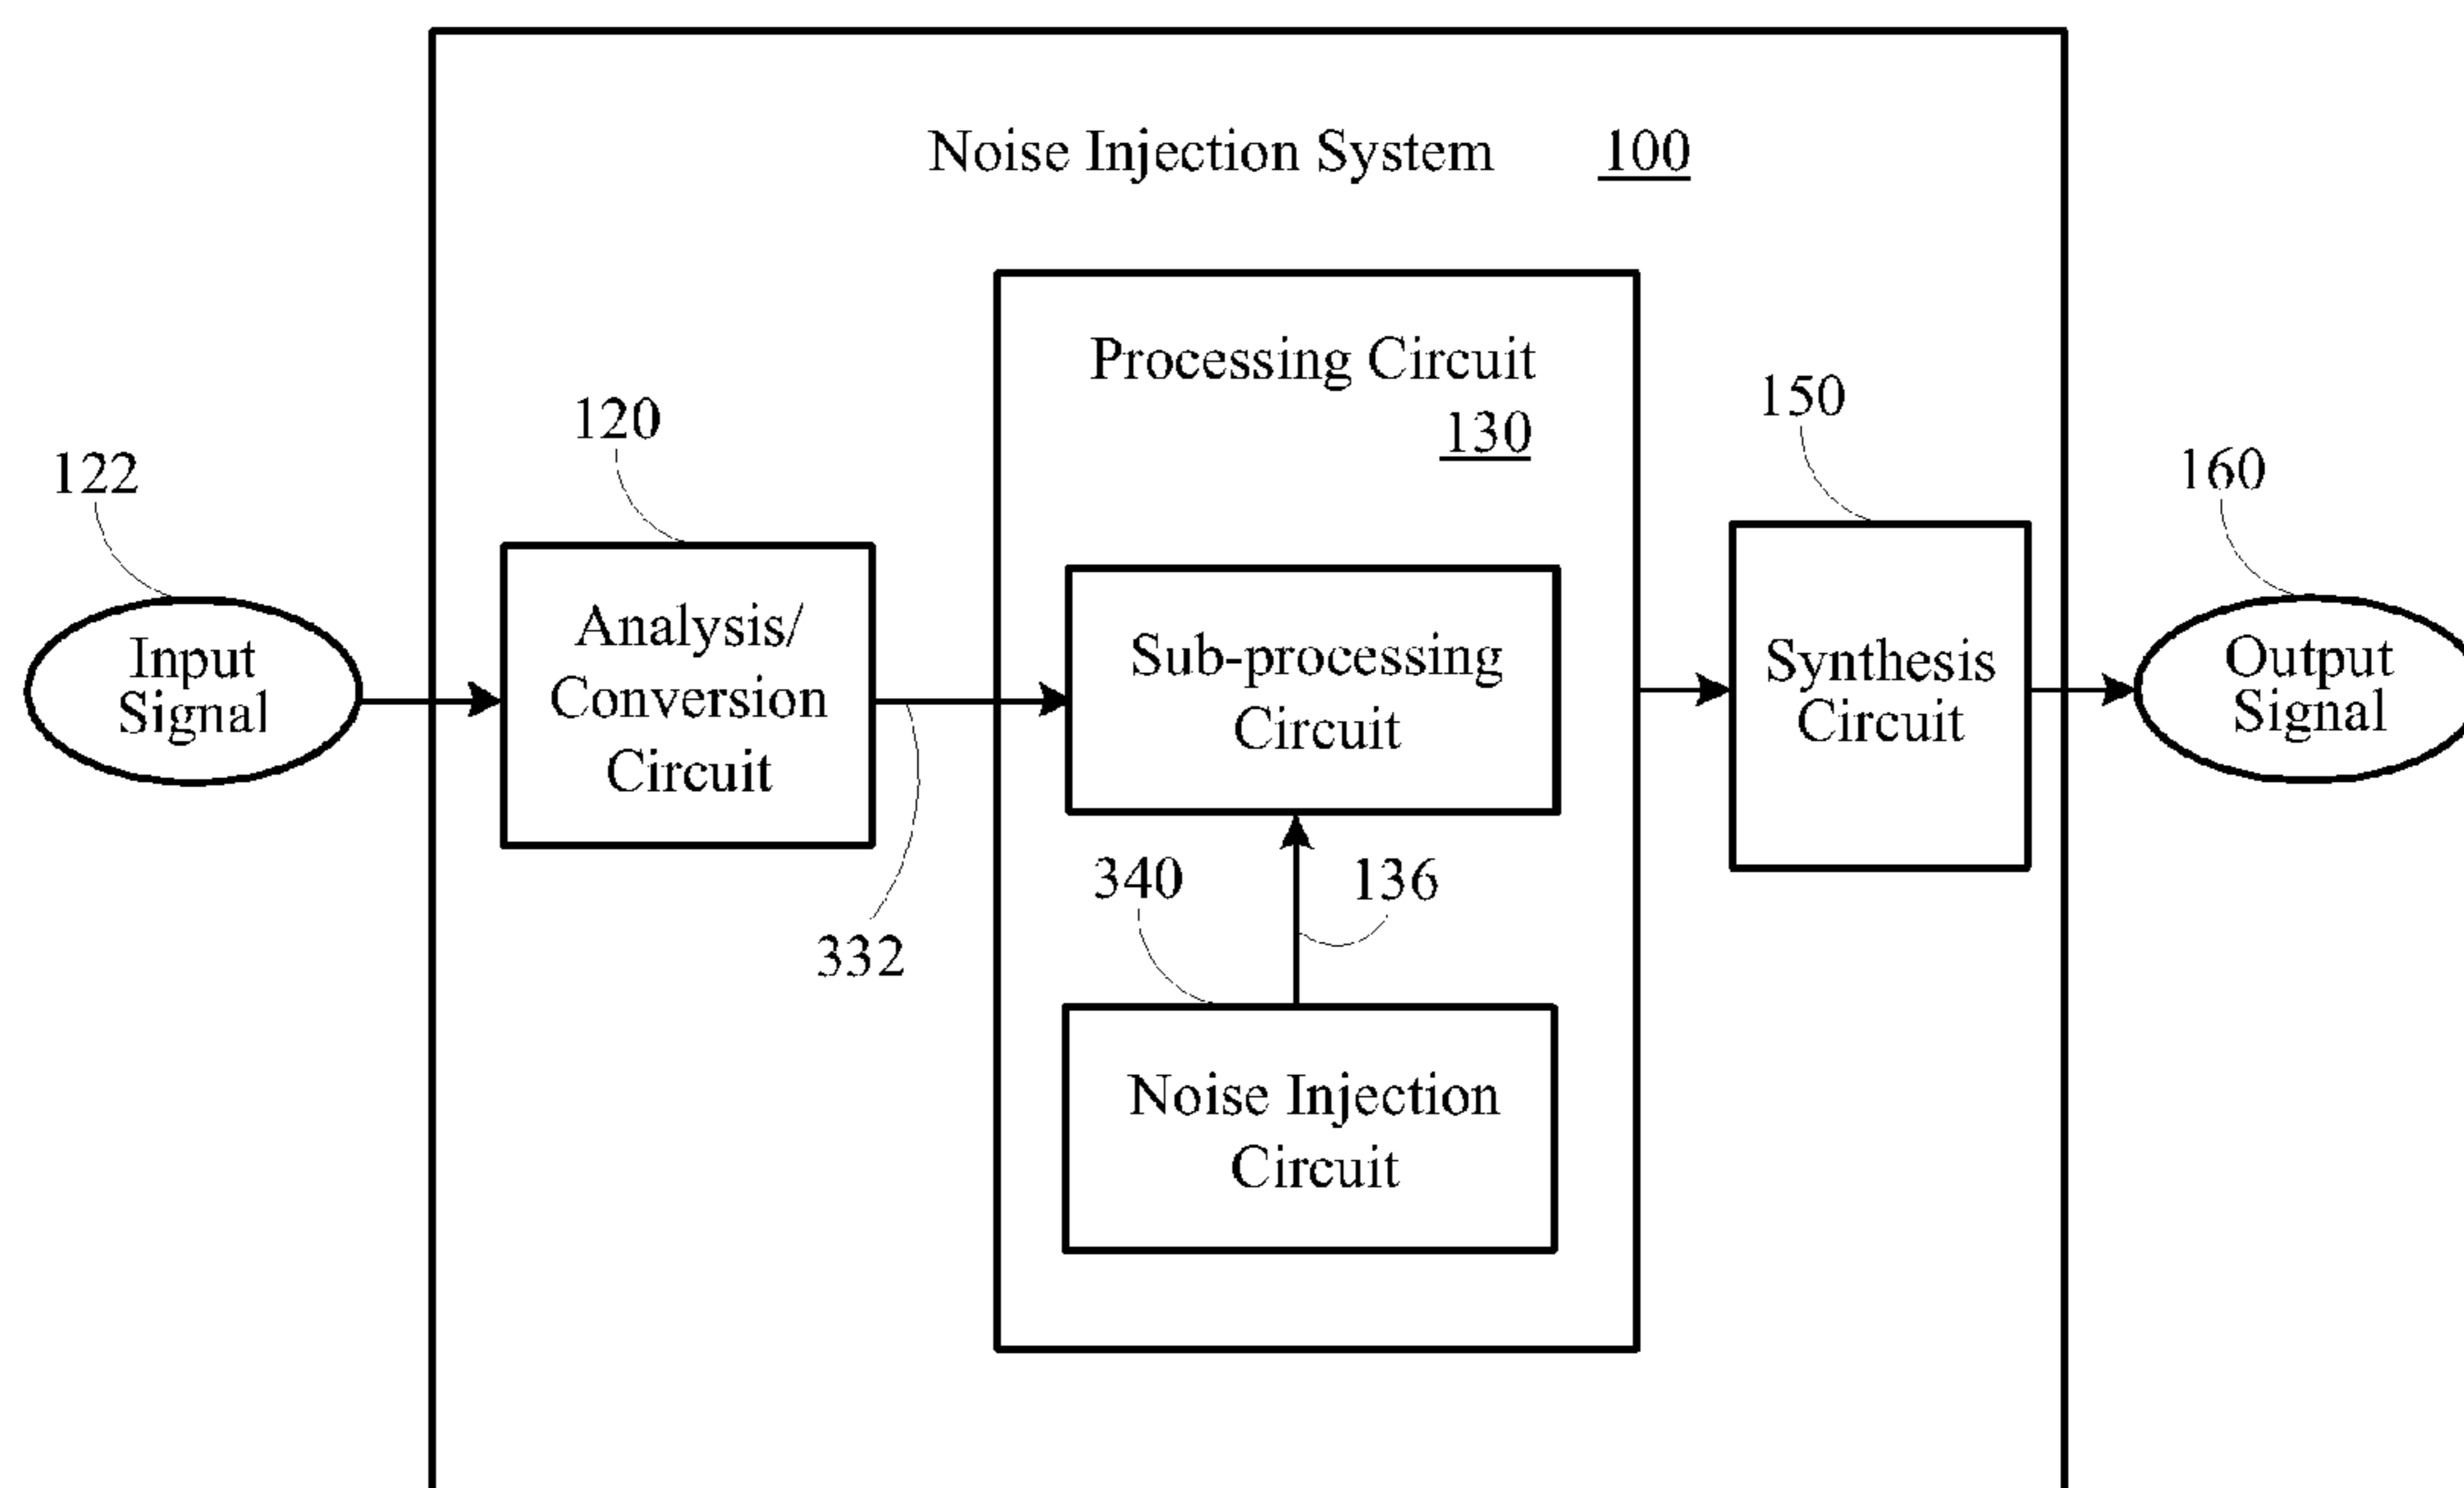 Noise Injection System 100
Processing Circuit
130
120
150
122
160
Input
Signal
Analysis/
Conversion
Circuit
Sub-processing
Circuit
Synthesis
Circuit
Output
Signal
332
340
136
Noise Injection
Circuit